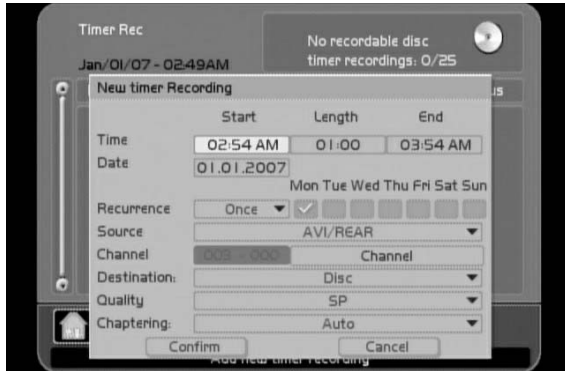 Timer Rec
No recordable disc
timer recordings: 0/25
Jan/01/07 - 02:49AM
New timer Recording
Start Length End
Time 02:54 AM 01:00 03:54 AM
Date 01.01.2007
Mon Tue Wed Thu Fri Sat Sun
Recurrence Once
Source AV1/REAR
Channel Channel
Destination: Disc
Quality SP
Chaptering: Auto
Confirm Cancel
Add new timer recording